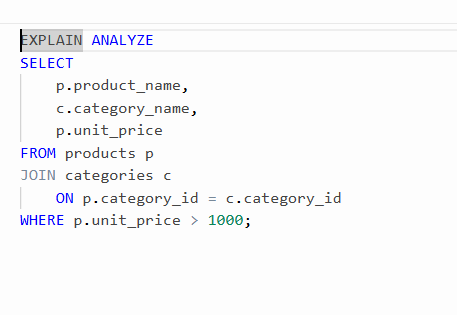 EXPLAIN ANALYZE
SELECT
    p.product_name,
    c.category_name,
    p.unit_price
FROM products p
JOIN categories c
    ON p.category_id = c.category_id
WHERE p.unit_price > 1000;